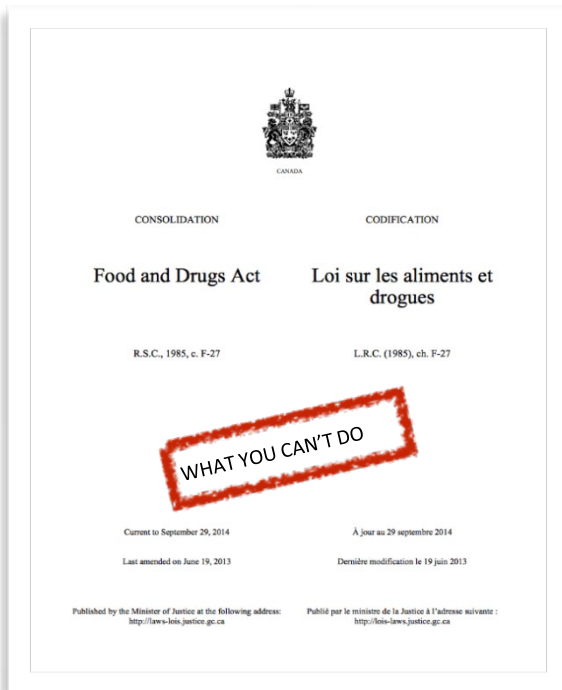 CANADA
CONSOLIDATION
CODIFICATION
Food and Drugs Act
Loi sur les aliments et
drogues
R.S.C., 1985, c. F-27
L.R.C. (1985), ch. F-27
WHAT YOU CAN'T DO
Current to September 29, 2014
À jour au 29 septembre 2014
Last amended on June 19, 2013
Dernière modification le 19 juin 2013
Published by the Minister of Justice at the following address:
http://laws-lois.justice.gc.ca
Publié par le ministre de la Justice à l'adresse suivante :
http://lois-laws.justice.gc.ca